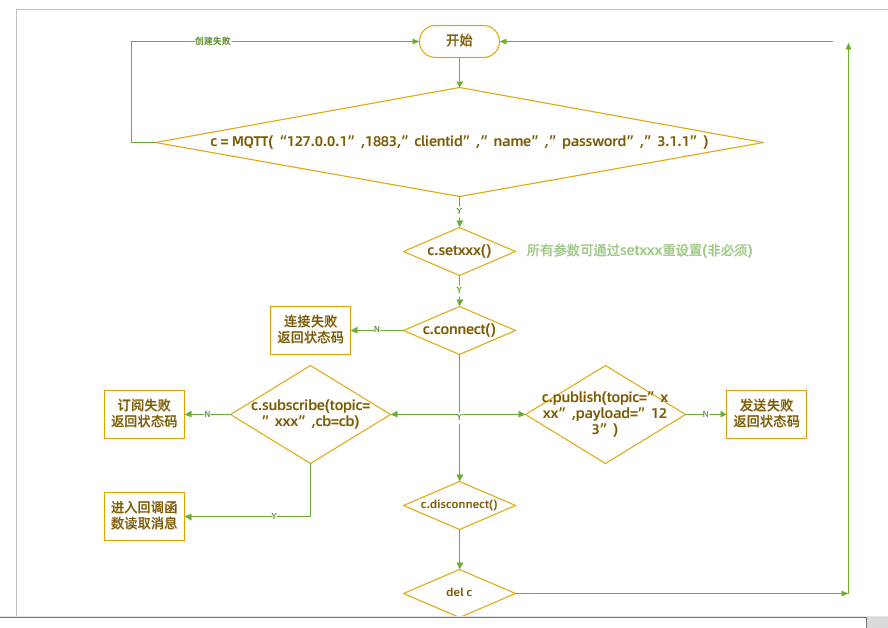 创建失败
开始
c = MQTT( “127.0.0.1” ,1883,” clientid” ,” name” ,” password” ,” 3.1.1” )
Y
c.setxxx()
所有参数可通过setxxx重设置(非必须)
Y
连接失败
返回状态码
N
c.connect()
订阅失败
返回状态码
N
c.subscribe(topic=
” xxx” ,cb=cb)
Y
c.publish(topic=” x
xx” ,payload=” 12
3” )
N
发送失败
返回状态码
进入回调函
数读取消息
Y
c.disconnect()
del c